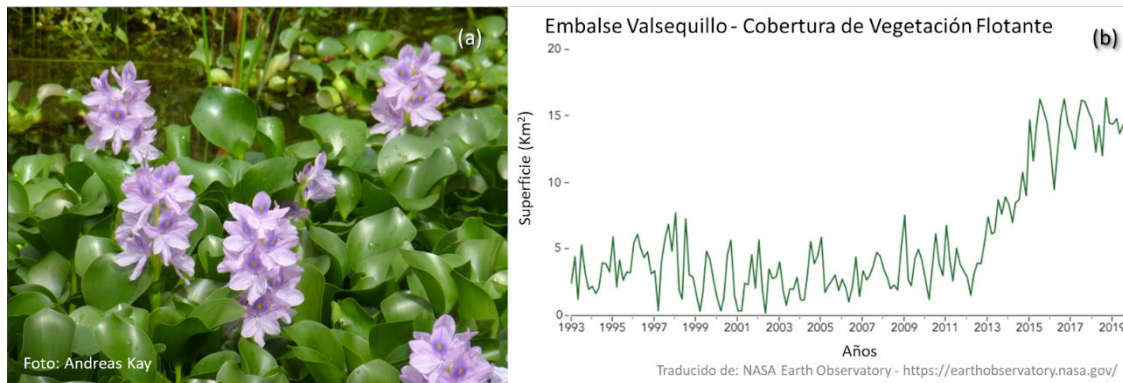 (a)
Foto: Andreas Kay
Embalse Valsequillo - Cobertura de Vegetación Flotante
(b)
20
15
10
5
0
Superficie (Km²)
1993 1995 1997 1999 2001 2003 2005 2007 2009 2011 2013 2015 2017 2019
Años
Traducido de: NASA Earth Observatory - https://earthobservatory.nasa.gov/